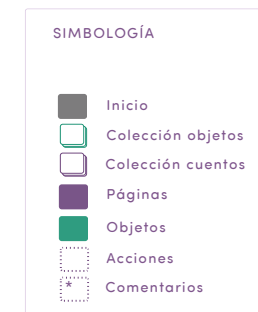 SIMBOLOGÍA
Inicio
Colección objetos
Colección cuentos
Páginas
Objetos
Acciones
* Comentarios